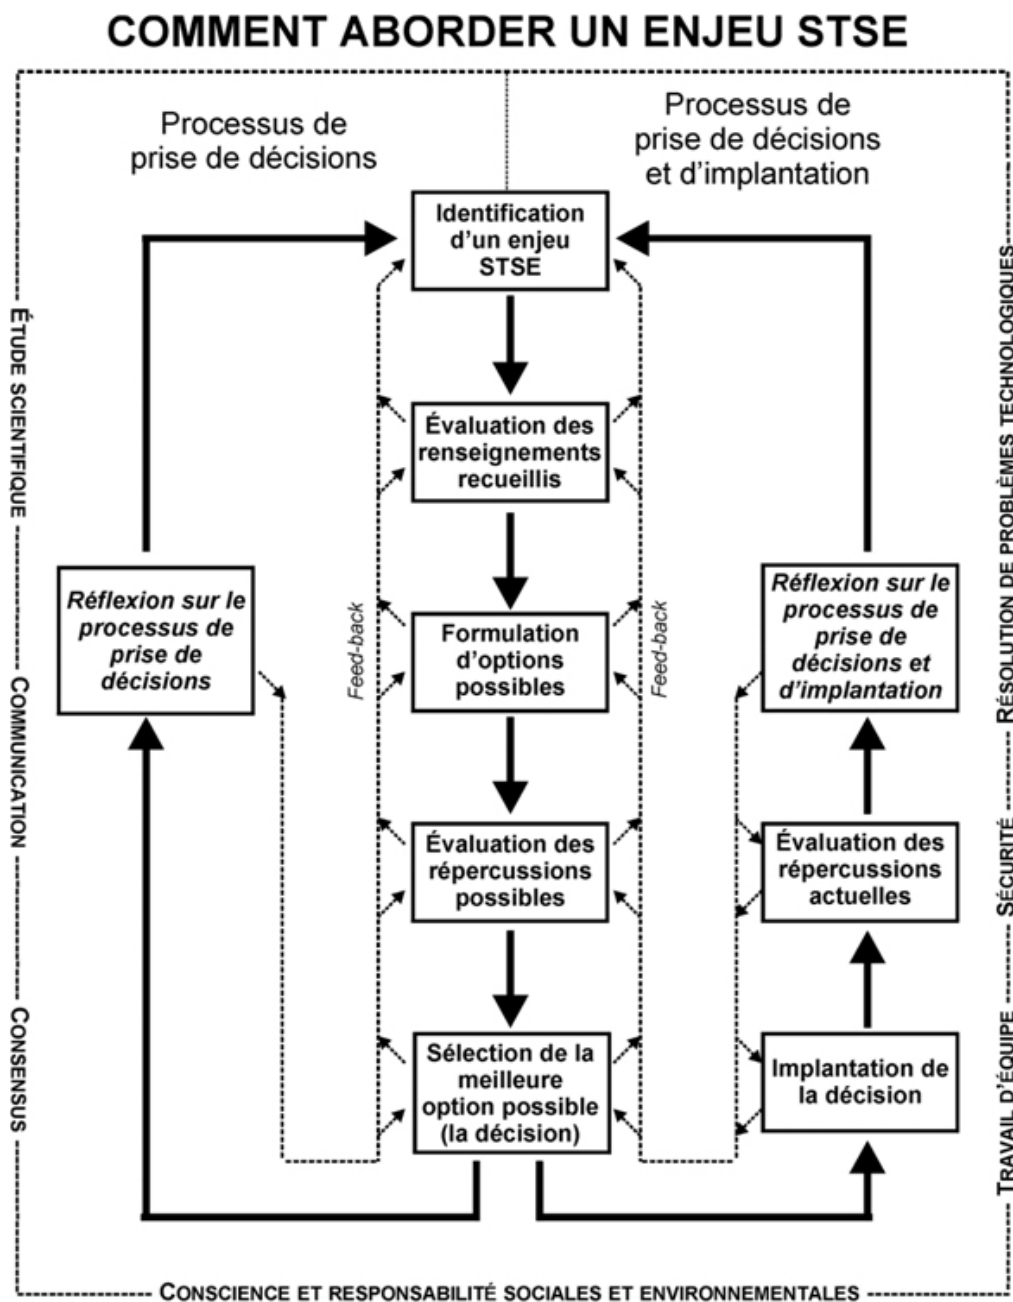 COMMENT ABORDER UN ENJEU STSE
Processus de
prise de décisions
Processus de
prise de décisions
et d'implantation
Identification
d'un enjeu
STSE
Évaluation des
renseignements
recueillis
Formulation
d'options
possibles
Évaluation des
répercussions
possibles
Sélection de la
meilleure
option possible
(la décision)
Réflexion sur le
processus de
prise de
décisions
Feed-back
Feed-back
Réflexion sur le
processus de
prise de
décisions et
d'implantation
Évaluation des
répercussions
actuelles
Implantation de
la décision
ÉTUDE SCIENTIFIQUE
COMMUNICATION
CONSENSUS
RÉSOLUTION DE PROBLÈMES TECHNOLOGIQUES
SÉCURITÉ
TRAVAIL D'ÉQUIPE
CONSCIENCE ET RESPONSABILITÉ SOCIALES ET ENVIRONNEMENTALES